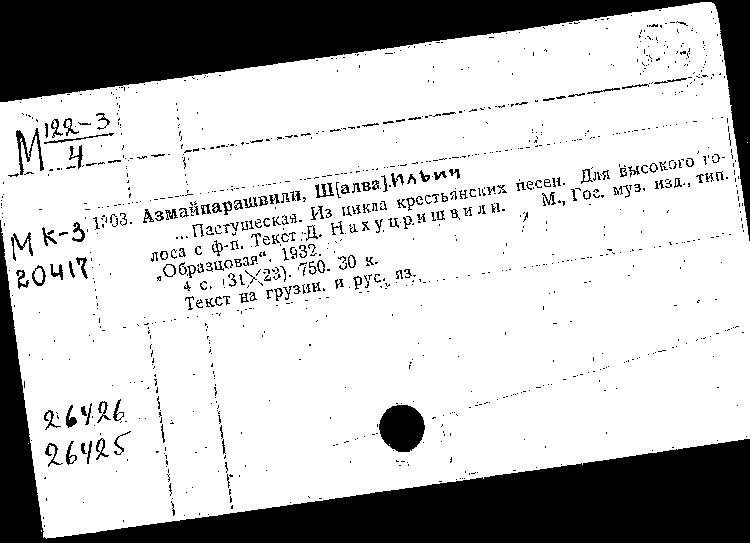 М 122-3
4
МК-3
20417
1203. Азмайпарашвили, Ш[алва] Ильич
...Пастушеская. Из цикла крестьянских песен. Для высокого го-
лоса с ф-п. Текст Д. Нахуцришвили. М., Гос. муз. изд., тип.
„Образцовая“. 1932.
4 с. (31×23). 750. 30 к.
Текст на грузин. и рус. яз.
26426
26425